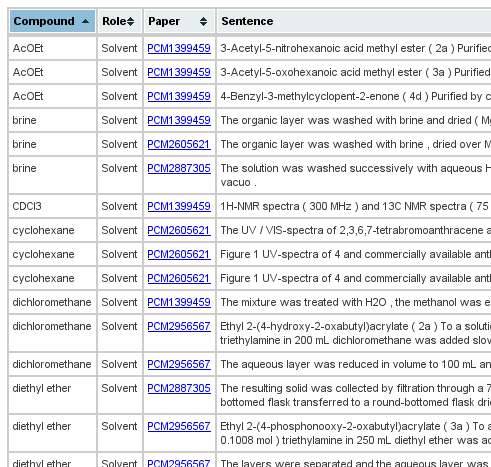 Compound Role Paper Sentence
AcOEt Solvent PCM1399459 3-Acetyl-5-nitrohexanoic acid methyl ester ( 2a ) Purified
AcOEt Solvent PCM1399459 3-Acetyl-5-oxohexanoic acid methyl ester ( 3a ) Purified
AcOEt Solvent PCM1399459 4-Benzyl-3-methylcyclopent-2-enone ( 4d ) Purified by c
brine Solvent PCM1399459 The organic layer was washed with brine and dried ( Mg
brine Solvent PCM2605621 The organic layer was washed with brine , dried over M
brine Solvent PCM2887305 The solution was washed successively with aqueous H
vacuo .
CDCl3 Solvent PCM1399459 1H-NMR spectra ( 300 MHz ) and 13C NMR spectra ( 75
cyclohexane Solvent PCM2605621 The UV / VIS-spectra of 2,3,6,7-tetrabromoanthracene a
cyclohexane Solvent PCM2605621 Figure 1 UV-spectra of 4 and commercially available ant
cyclohexane Solvent PCM2605621 Figure 1 UV-spectra of 4 and commercially available ant
dichloromethane Solvent PCM1399459 The mixture was treated with H2O , the methanol was e
dichloromethane Solvent PCM2956567 Ethyl 2-(4-hydroxy-2-oxabutyl)acrylate ( 2a ) To a soluti
triethylamine in 200 mL dichloromethane was added slov
dichloromethane Solvent PCM2956567 The aqueous layer was reduced in volume to 100 mL an
diethyl ether Solvent PCM2887305 The resulting solid was collected by filtration through a 7
bottomed flask transferred to a round-bottomed flask drie
diethyl ether Solvent PCM2956567 Ethyl 2-(4-phosphonooxy-2-oxabutyl)acrylate ( 3a ) To a
0.1008 mol ) triethylamine in 250 mL diethyl ether was ac
diethyl ether Solvent PCM2956567 The layers were separated and the aqueous layer was